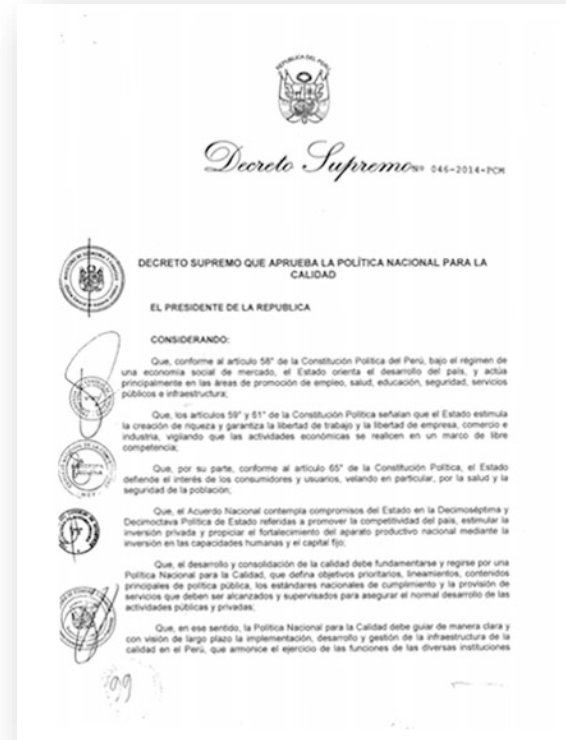 REPUBLICA DEL PERU
Decreto Supremo Nº 046-2014-PCM
DECRETO SUPREMO QUE APRUEBA LA POLÍTICA NACIONAL PARA LA
CALIDAD
EL PRESIDENTE DE LA REPUBLICA
CONSIDERANDO:
Que, conforme al artículo 58° de la Constitución Política del Perú, bajo el régimen de
una economía social de mercado, el Estado orienta el desarrollo del país, y actúa
principalmente en las áreas de promoción de empleo, salud, educación, seguridad, servicios
públicos e infraestructura;
Que, los artículos 59° y 61° de la Constitución Política señalan que el Estado estimula
la creación de riqueza y garantiza la libertad de trabajo y la libertad de empresa, comercio e
industria, vigilando que las actividades económicas se realicen en un marco de libre
competencia;
Que, por su parte, conforme al artículo 65° de la Constitución Política, el Estado
defiende el interés de los consumidores y usuarios, velando en particular, por la salud y la
seguridad de la población;
Que, el Acuerdo Nacional contempla compromisos del Estado en la Decimoséptima y
Decimoctava Política de Estado referidas a promover la competitividad del país, estimular la
inversión privada y propiciar el fortalecimiento del aparato productivo nacional mediante la
inversión en las capacidades humanas y el capital fijo;
Que, el desarrollo y consolidación de la calidad debe fundamentarse y regirse por una
Política Nacional para la Calidad, que defina objetivos prioritarios, lineamientos, contenidos
principales de política pública, los estándares nacionales de cumplimiento y la provisión de
servicios que deben ser alcanzados y supervisados para asegurar el normal desarrollo de las
actividades públicas y privadas;
Que, en ese sentido, la Política Nacional para la Calidad debe guiar de manera clara y
con visión de largo plazo la implementación, desarrollo y gestión de la infraestructura de la
calidad en el Perú, que armonice el ejercicio de las funciones de las diversas instituciones